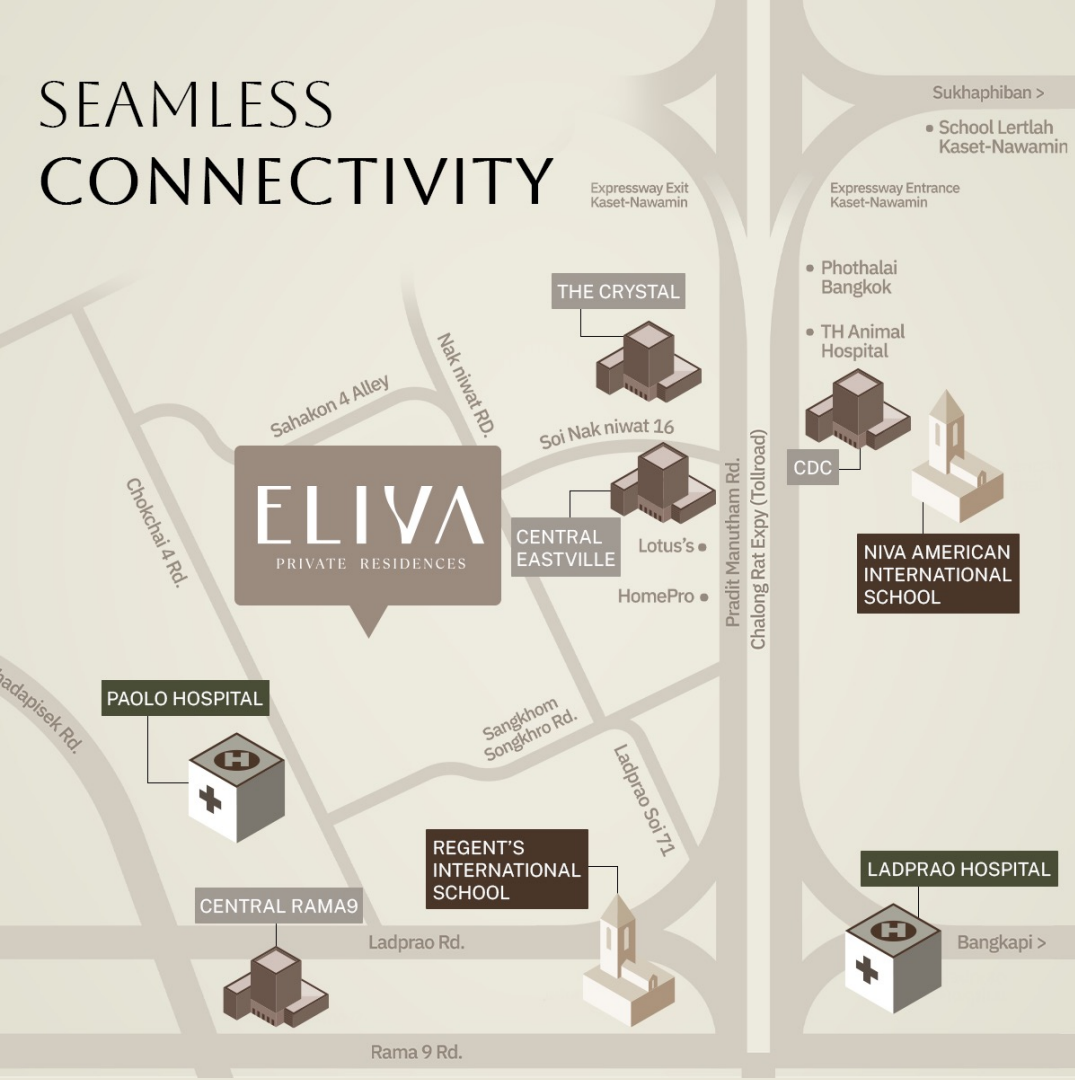 SEAMLESS
CONNECTIVITY
Sukhaphiban >
School Lertlah
Kaset-Nawamin
Expressway Exit
Kaset-Nawamin
Expressway Entrance
Kaset-Nawamin
Phothalai
Bangkok
THE CRYSTAL
TH Animal
Hospital
Nak niwat RD.
Sahakon 4 Alley
Soi Nak niwat 16
CDC
Chokchai 4 Rd.
ELIVA
PRIVATE RESIDENCES
CENTRAL
EASTVILLE
Lotus's
HomePro
Pradit Manutham Rd.
Chalong Rat Expy (Tollroad)
NIVA AMERICAN
INTERNATIONAL
SCHOOL
hadapisek Rd.
PAOLO HOSPITAL
Sangkhom
Songkhro Rd.
Ladprao Soi 71
REGENT'S
INTERNATIONAL
SCHOOL
LADPRAO HOSPITAL
CENTRAL RAMA9
Ladprao Rd.
Bangkapi >
Rama 9 Rd.